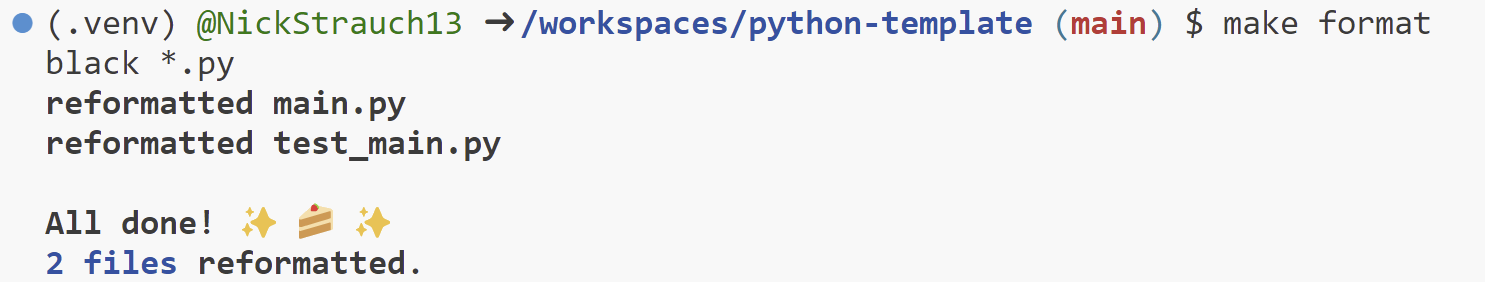 (.venv) @NickStrauch13 ➜/workspaces/python-template (main) $ make format
black *.py
reformatted main.py
reformatted test_main.py
All done! ✨ 🍰 ✨
2 files reformatted.